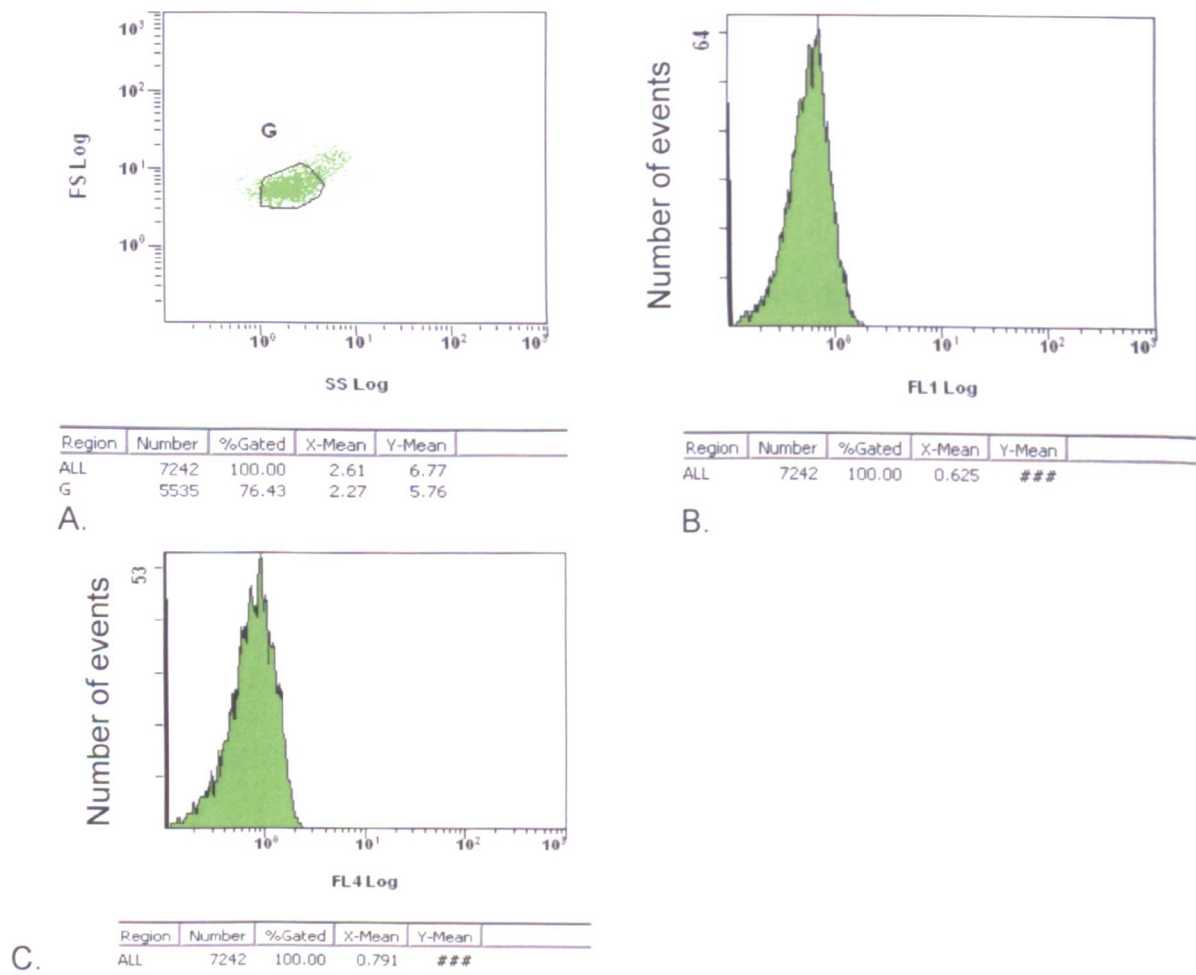 10³
10²
10¹
10⁰
FS Log
G
10⁰ 10¹ 10² 10³
SS Log
Region Number %Gated X-Mean Y-Mean
ALL 7242 100.00 2.61 6.77
G 5535 76.43 2.27 5.76
A.
64
Number of events
10⁰ 10¹ 10² 10³
FL1 Log
Region Number %Gated X-Mean Y-Mean
ALL 7242 100.00 0.625 ###
B.
53
Number of events
10⁰ 10¹ 10² 10³
FL4 Log
Region Number %Gated X-Mean Y-Mean
ALL 7242 100.00 0.791 ###
C.